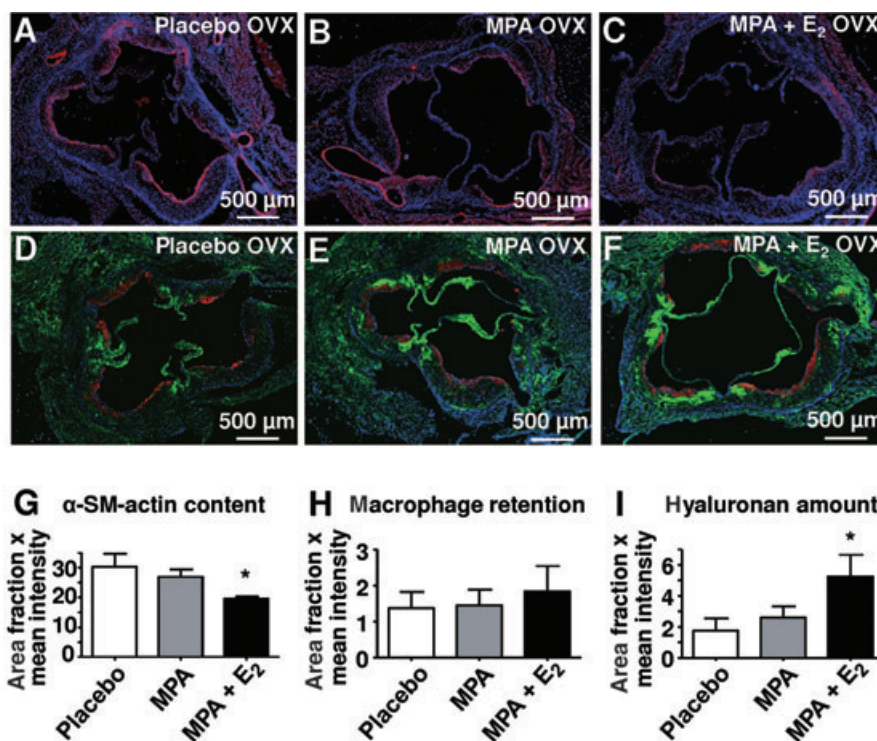 A Placebo OVX
500 µm
B MPA OVX
500 µm
C MPA + E₂ OVX
500 µm
D Placebo OVX
500 µm
E MPA OVX
500 µm
F MPA + E₂ OVX
500 µm
G α-SM-actin content
Area fraction x
mean intensity
30
20
10
0
Placebo
MPA
MPA + E₂
H Macrophage retention
Area fraction x
mean intensity
3
2
1
0
Placebo
MPA
MPA + E₂
I Hyaluronan amount
Area fraction x
mean intensity
6
4
2
0
Placebo
MPA
MPA + E₂
*
*